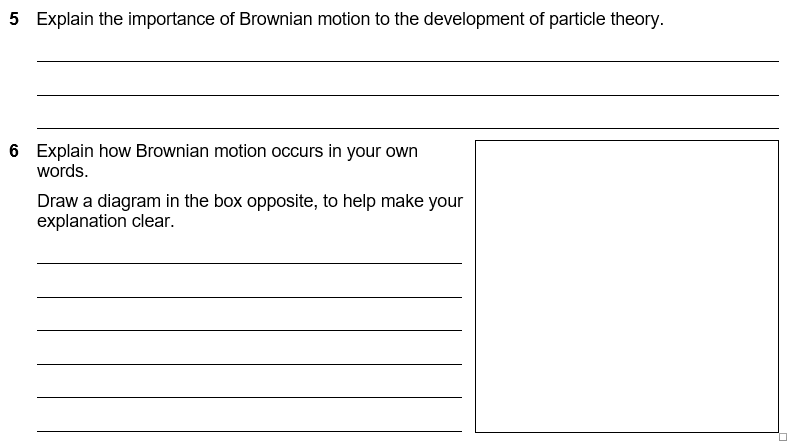 5 Explain the importance of Brownian motion to the development of particle theory.
6 Explain how Brownian motion occurs in your own
words.
Draw a diagram in the box opposite, to help make your
explanation clear.